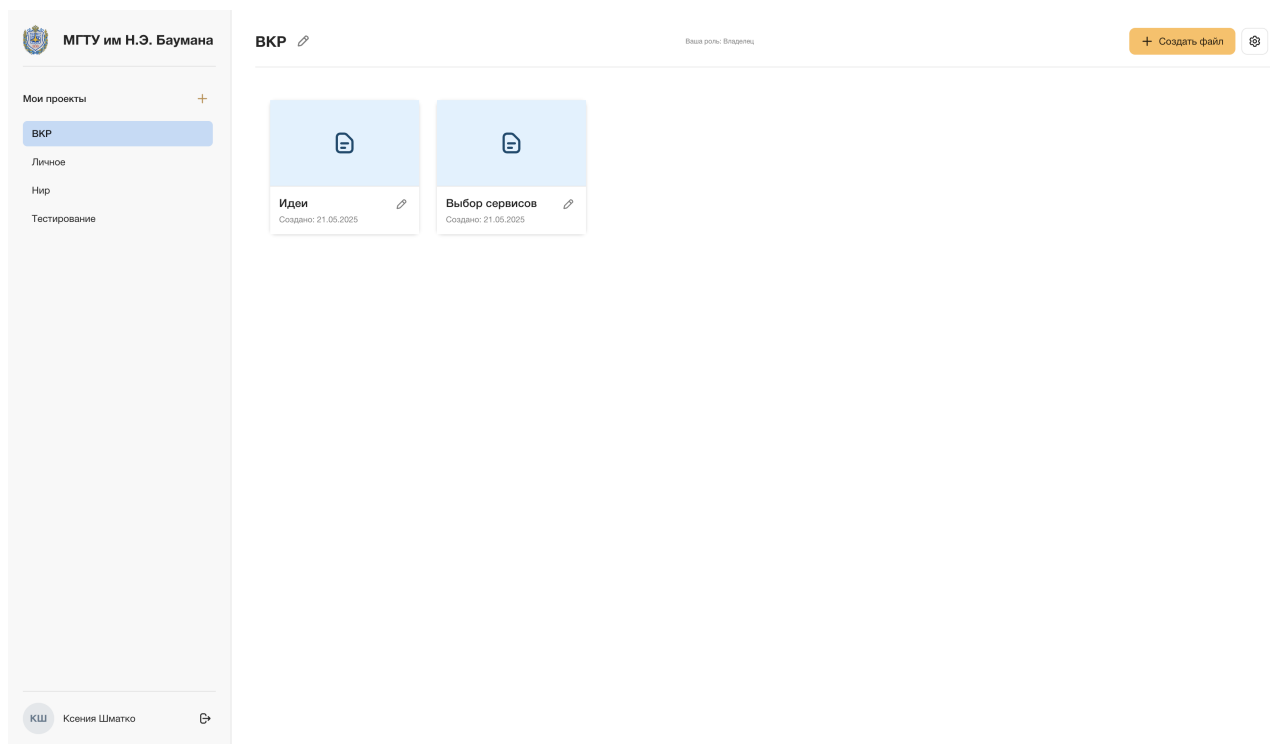 МГТУ им Н.Э. Баумана
Мои проекты
ВКР
Личное
Нир
Тестирование
КШ Ксения Шматко
ВКР
Ваша роль: Владелец
+ Создать файл
Идеи
Создано: 21.05.2025
Выбор сервисов
Создано: 21.05.2025